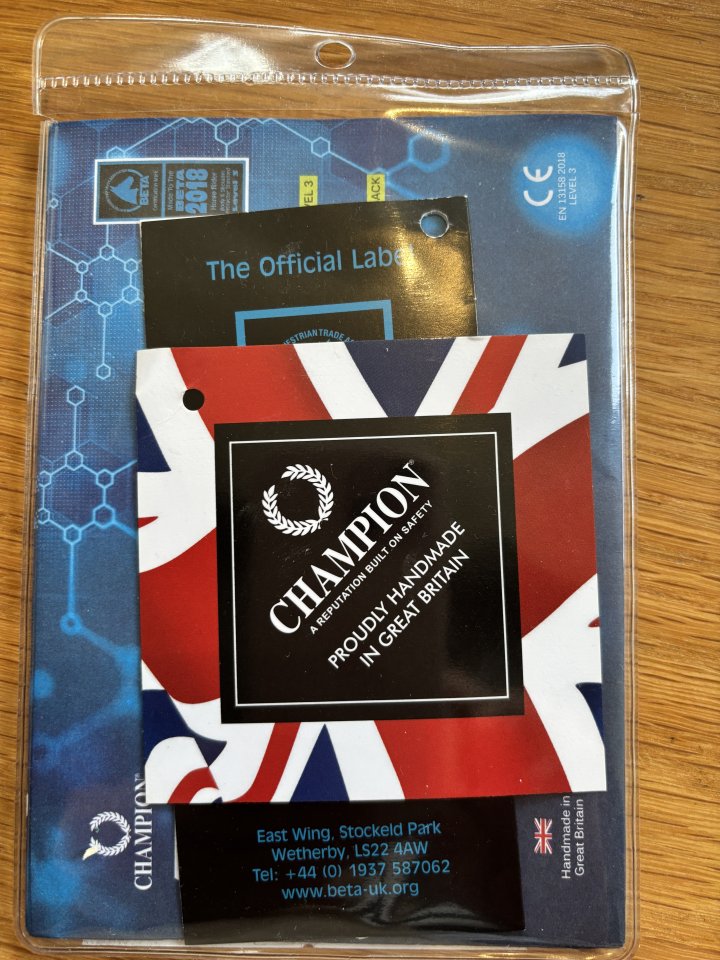 BETA
2018
LEVEL 3
CE
EN 13158:2018
LEVEL 3
The Official Label
CHAMPION
A REPUTATION BUILT ON SAFETY
PROUDLY HANDMADE
IN GREAT BRITAIN
CHAMPION
East Wing, Stockeld Park
Wetherby, LS22 4AW
Tel: +44 (0) 1937 587062
www.beta-uk.org
Handmade in
Great Britain